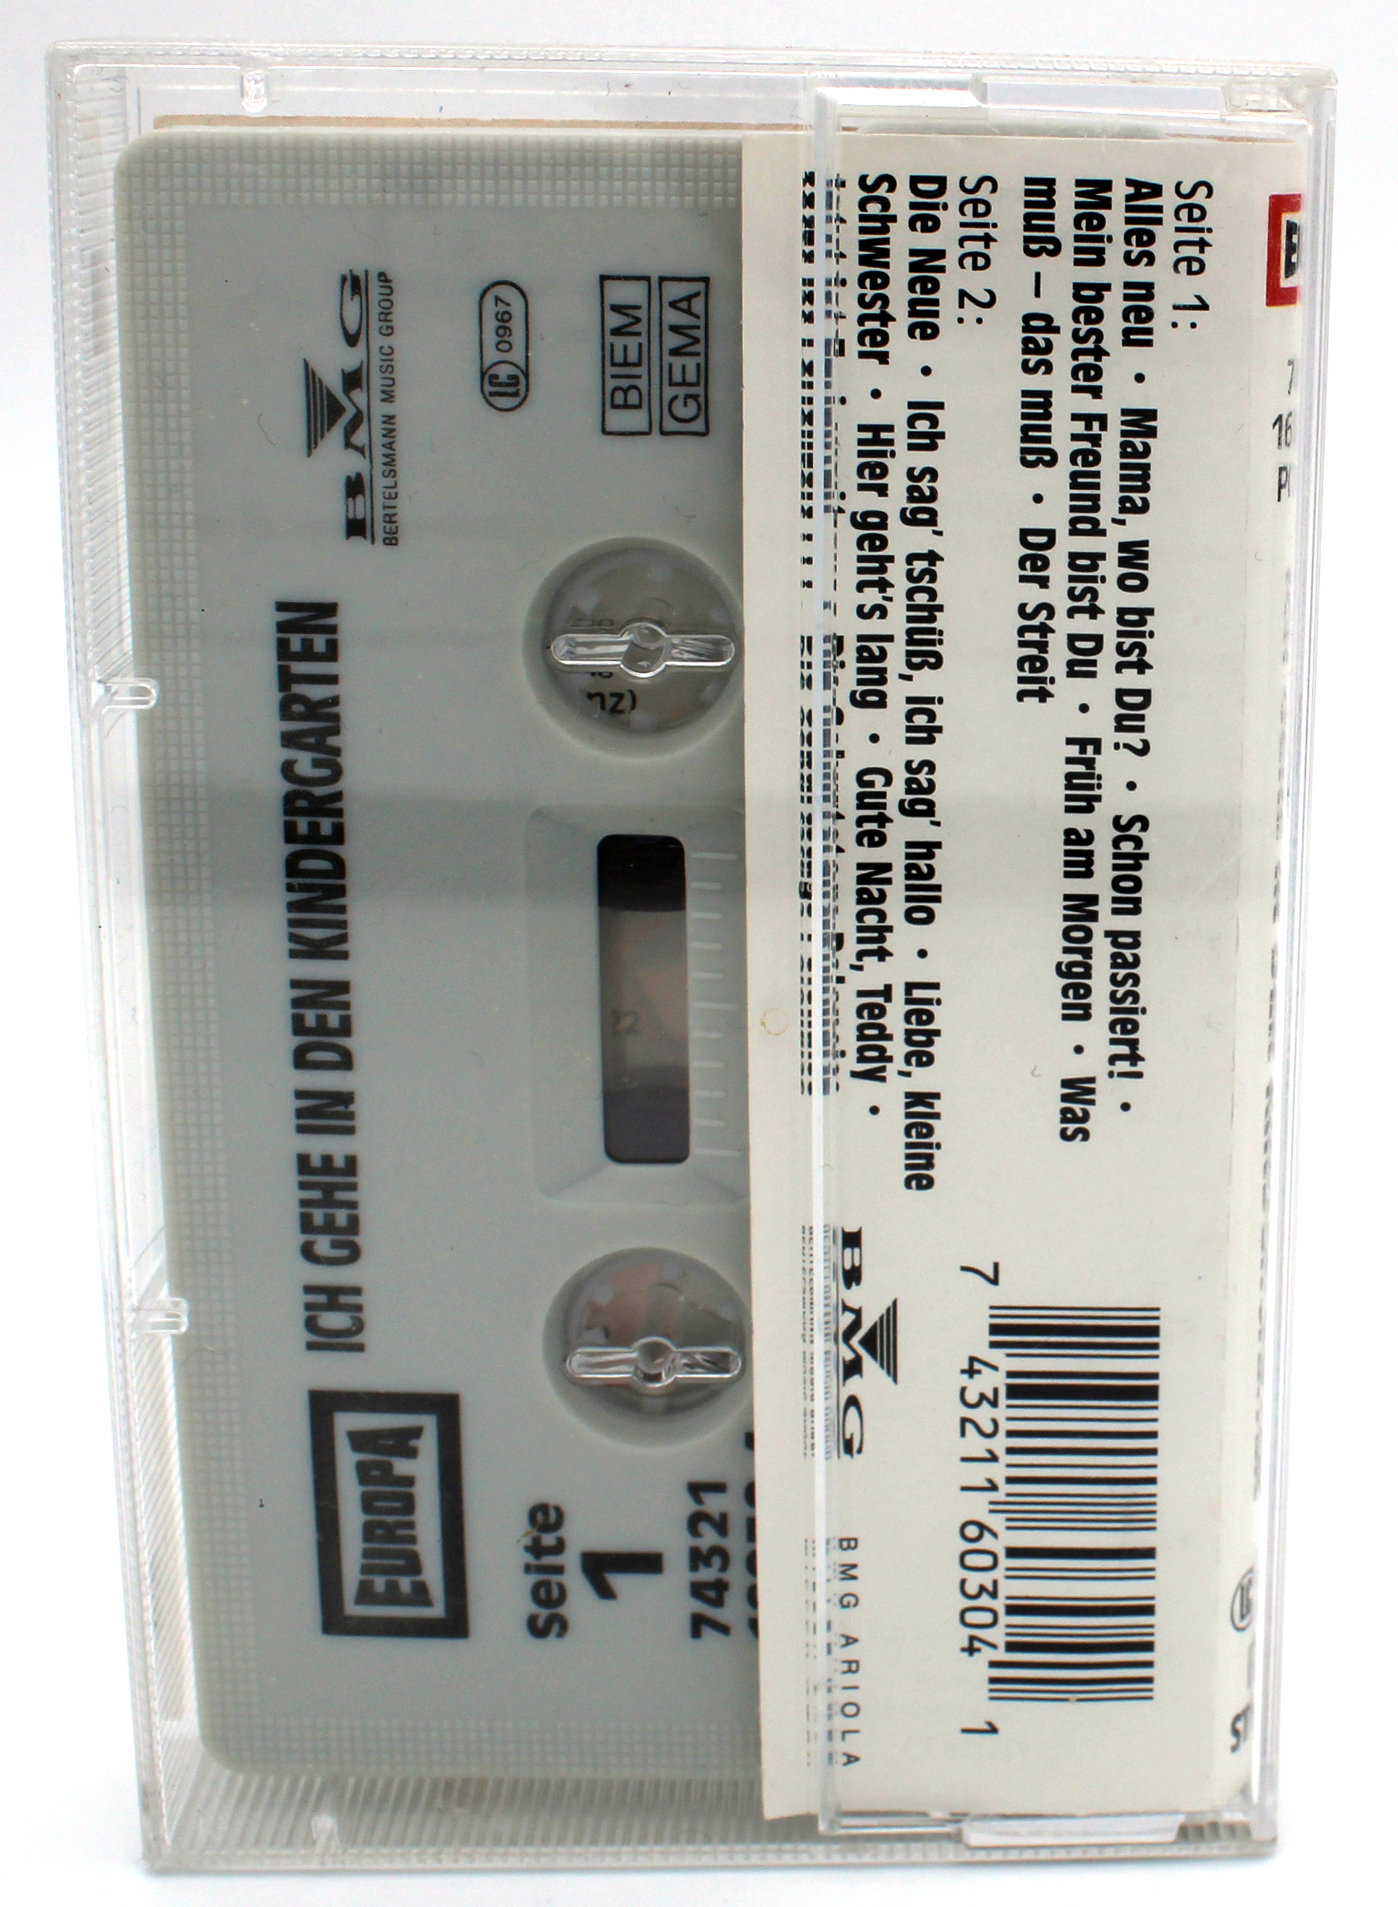 Seite 1:
Alles neu • Mama, wo bist Du? • Schon passiert! •
Mein bester Freund bist Du • Früh am Morgen • Was
muß – das muß • Der Streit
Seite 2:
Die Neue • Ich sag' tschüß, ich sag' hallo • Liebe, kleine
Schwester • Hier geht's lang • Gute Nacht, Teddy •
7 43211 60304 1
BMG
BMG ARIOLA
BMG
BERTELSMANN MUSIC GROUP
LC 0967
BIEM
GEMA
ICH GEHE IN DEN KINDERGARTEN
EUROPA
seite
1
74321